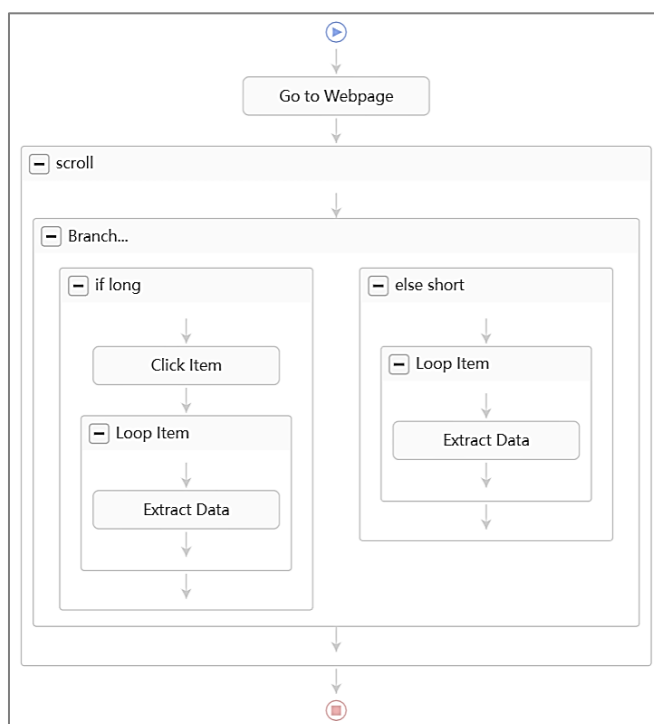 Go to Webpage
scroll
Branch...
if long
else short
Click Item
Loop Item
Loop Item
Extract Data
Extract Data